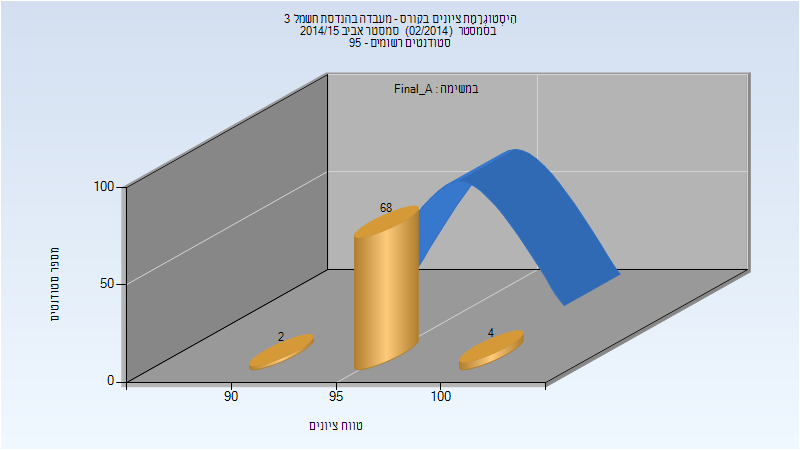 היסטוגרמת ציונים בקורס - מעבדה בהנדסת חשמל 3
בסמסטר (02/2014) סמסטר אביב 2014/15
סטודנטים רשומים - 95
במשימה : Final_A
100
50
0
מספר סטודנטים
2
68
4
90
95
100
טווח ציונים